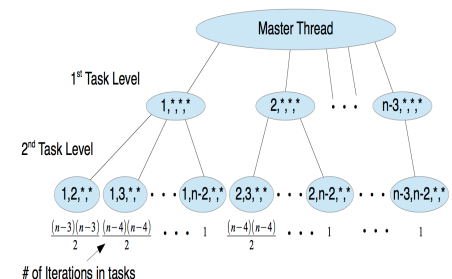 Master Thread
1st Task Level
1,*,*,* 2,*,*,* • • • n-3,*,*,*
2nd Task Level
1,2,*,* 1,3,*,* • • • 1,n-2,*,* 2,3,*,* • • • 2,n-2,*,* • • • n-3,n-2,*,*
(n-3)(n-3)/2 (n-4)(n-4)/2 • • • 1 (n-4)(n-4)/2 • • • 1 • • • 1
# of Iterations in tasks